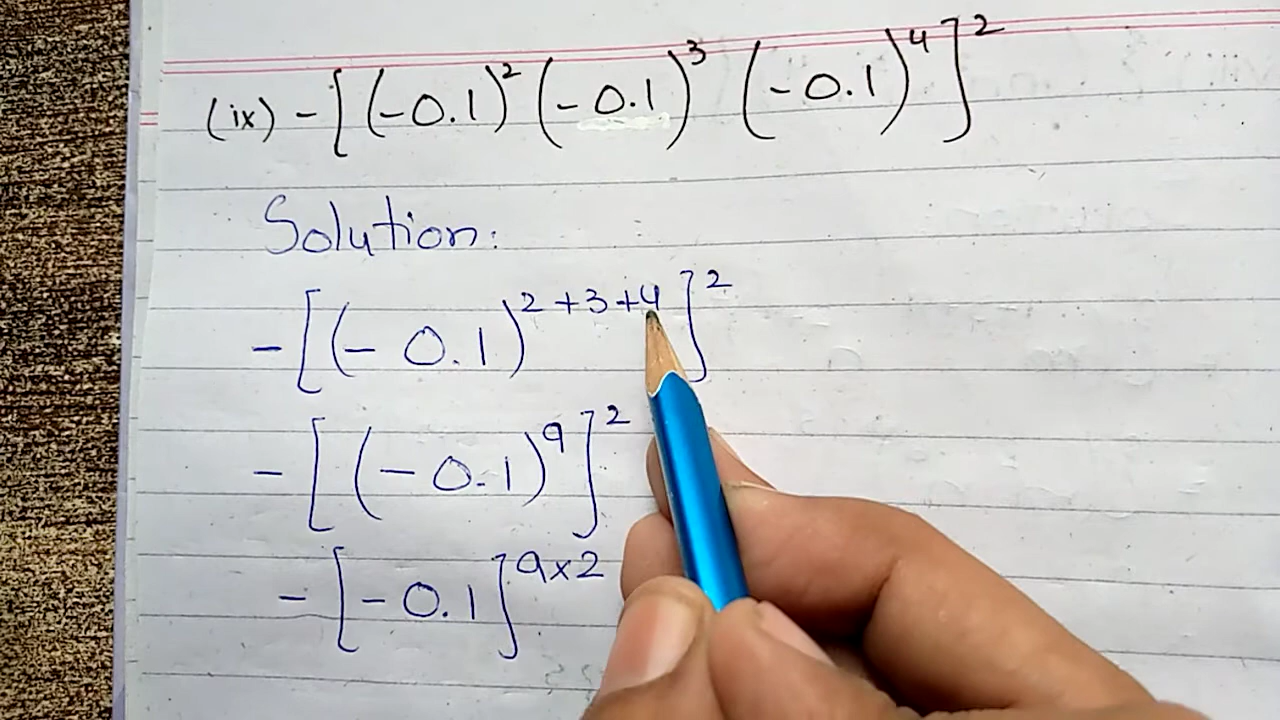 (ix) -[(-0.1)² (-0.1)³ (-0.1)⁴]²
Solution:
-[(-0.1)²⁺³⁺⁴]²
-[(-0.1)⁹]²
-[-0.1]⁹ˣ²